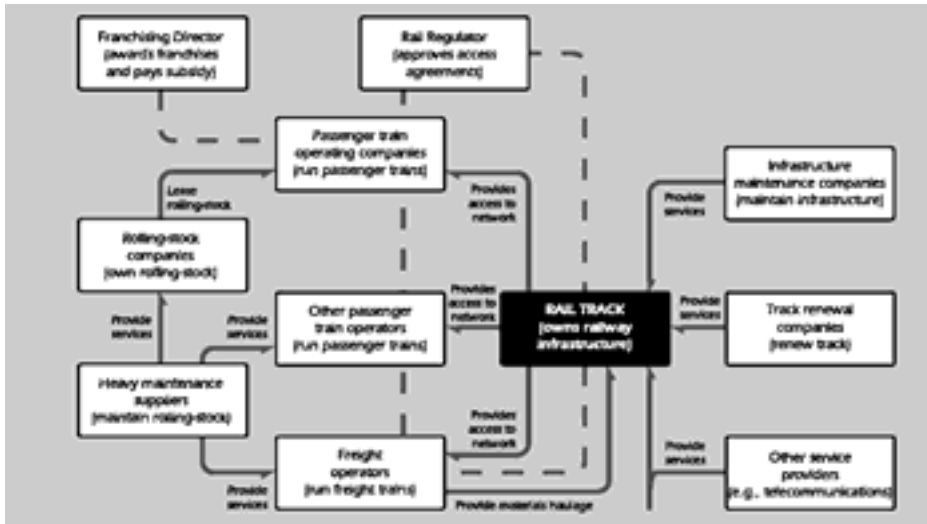 Franchising Director
(awards franchises
and pays subsidy)
Rail Regulator
(approves access
agreements)
Passenger train
operating companies
(run passenger trains)
Infrastructure
maintenance companies
(maintain infrastructure)
Lease
rolling-stock
Provides
access to
network
Provide
services
Rolling-stock
companies
(own rolling-stock)
Provide
services
Provide
services
Other passenger
train operators
(run passenger trains)
Provides
access to
network
RAIL TRACK
(owns railway
infrastructure)
Provide
services
Track renewal
companies
(renew track)
Heavy maintenance
suppliers
(maintain rolling-stock)
Provides
access to
network
Freight
operators
(run freight trains)
Provide
services
Provide materials haulage
Provide
services
Other service
providers
(e.g., telecommunications)